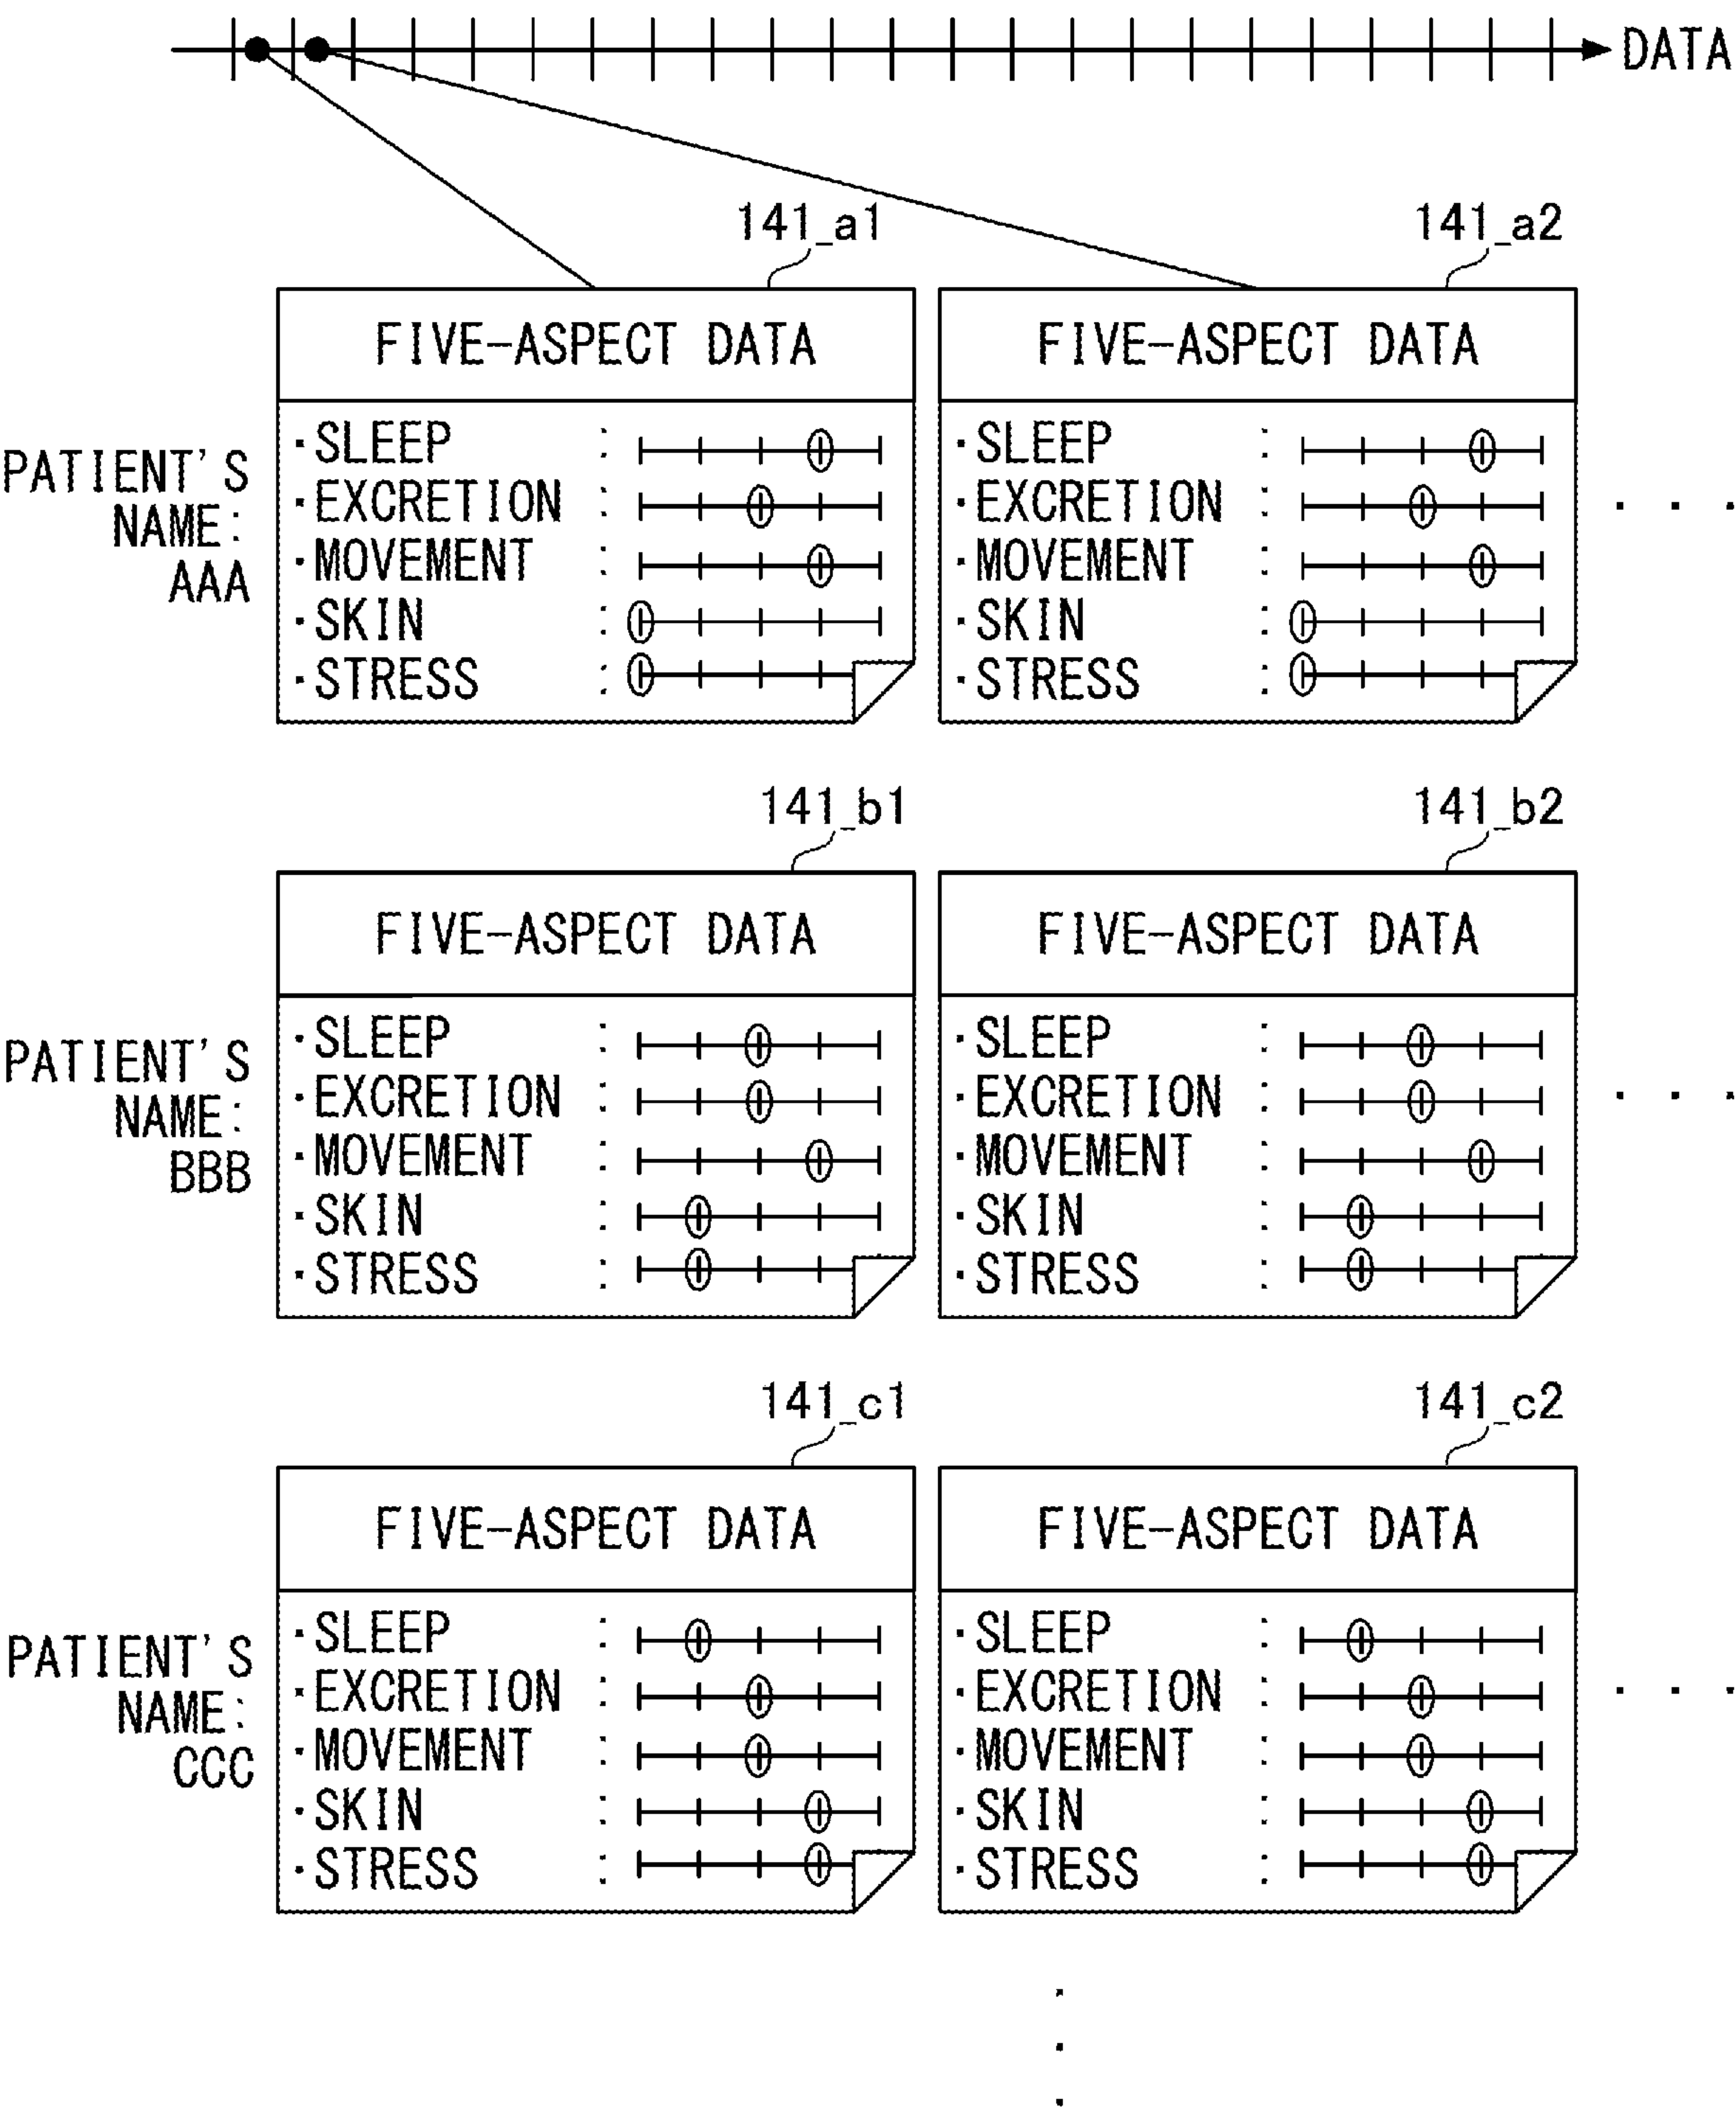 DATA
141_a1
141_a2
PATIENT'S
NAME:
AAA
FIVE-ASPECT DATA
·SLEEP :
·EXCRETION :
·MOVEMENT :
·SKIN :
·STRESS :
FIVE-ASPECT DATA
·SLEEP :
·EXCRETION :
·MOVEMENT :
·SKIN :
·STRESS :
· · ·
141_b1
141_b2
PATIENT'S
NAME:
BBB
FIVE-ASPECT DATA
·SLEEP :
·EXCRETION :
·MOVEMENT :
·SKIN :
·STRESS :
FIVE-ASPECT DATA
·SLEEP :
·EXCRETION :
·MOVEMENT :
·SKIN :
·STRESS :
· · ·
141_c1
141_c2
PATIENT'S
NAME:
CCC
FIVE-ASPECT DATA
·SLEEP :
·EXCRETION :
·MOVEMENT :
·SKIN :
·STRESS :
FIVE-ASPECT DATA
·SLEEP :
·EXCRETION :
·MOVEMENT :
·SKIN :
·STRESS :
· · ·
·
·
·